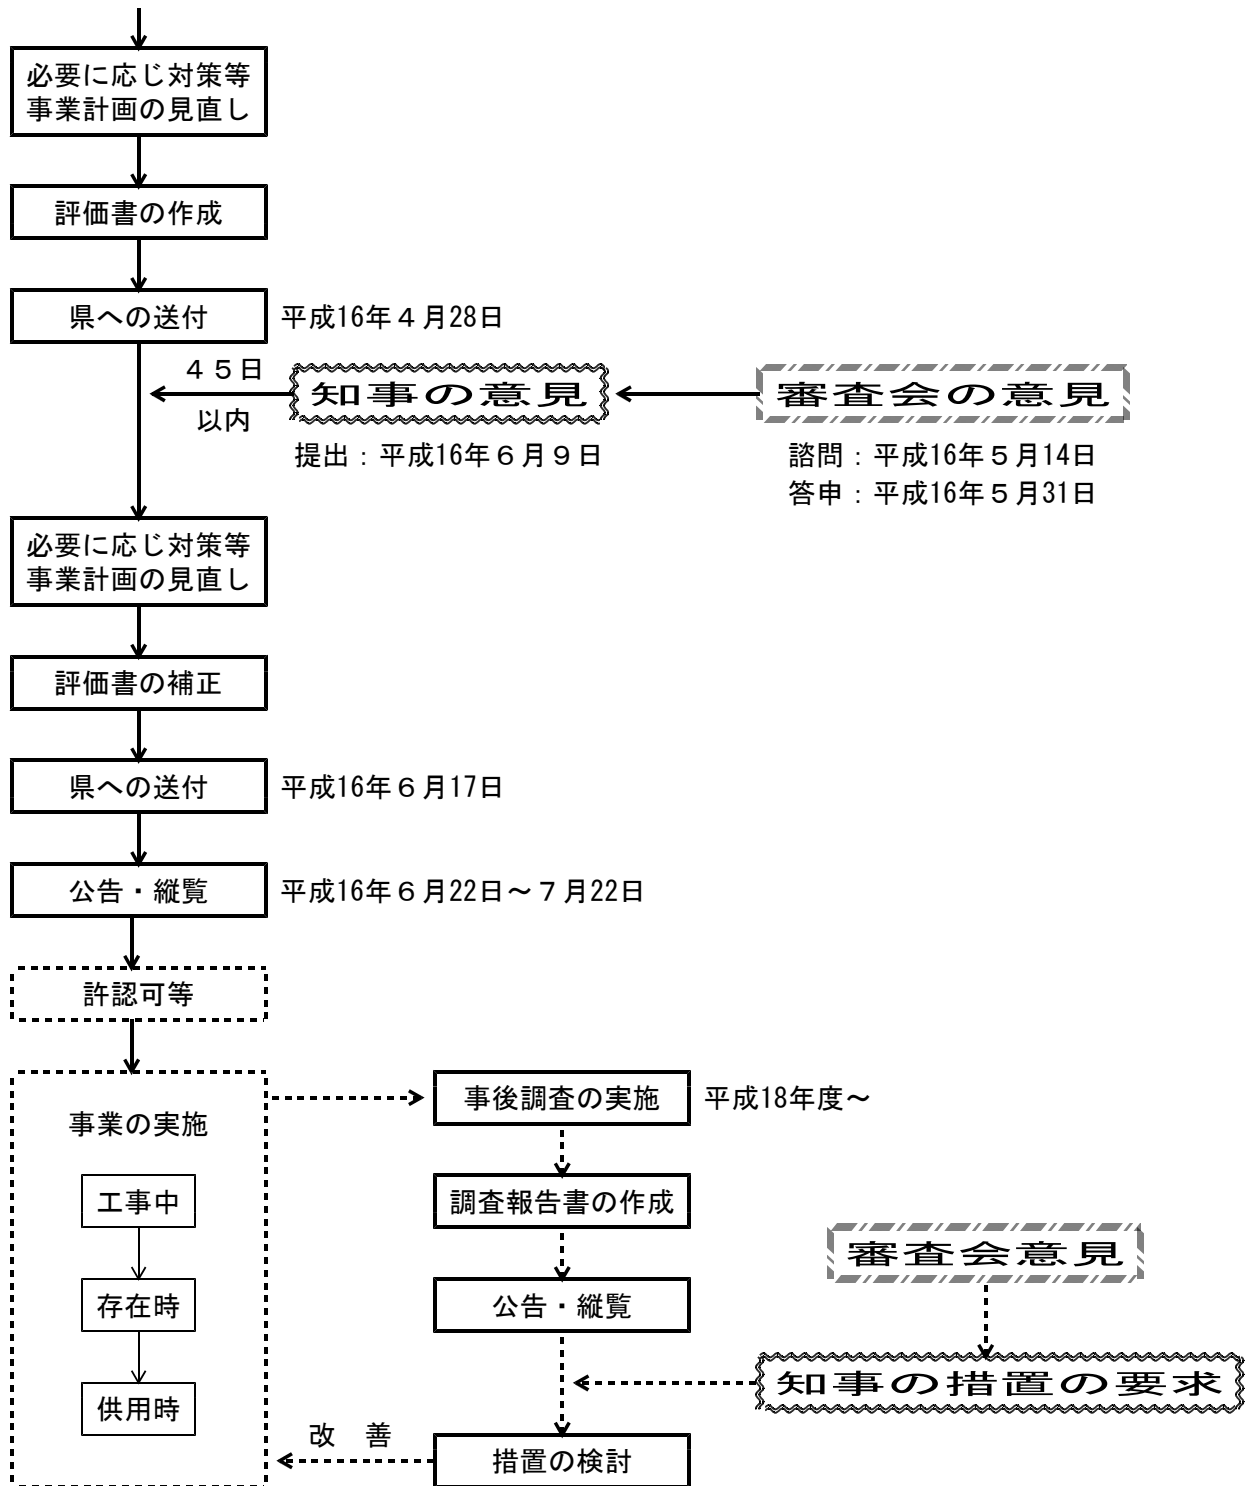 必要に応じ対策等
事業計画の見直し
評価書の作成
県への送付
平成16年４月28日
４５日
以内
知事の意見
審査会の意見
提出：平成16年６月９日
諮問：平成16年５月14日
答申：平成16年５月31日
必要に応じ対策等
事業計画の見直し
評価書の補正
県への送付
平成16年６月17日
公告・縦覧
平成16年６月22日～７月22日
許認可等
事業の実施
工事中
存在時
供用時
事後調査の実施
平成18年度～
調査報告書の作成
公告・縦覧
審査会意見
知事の措置の要求
改　善
措置の検討